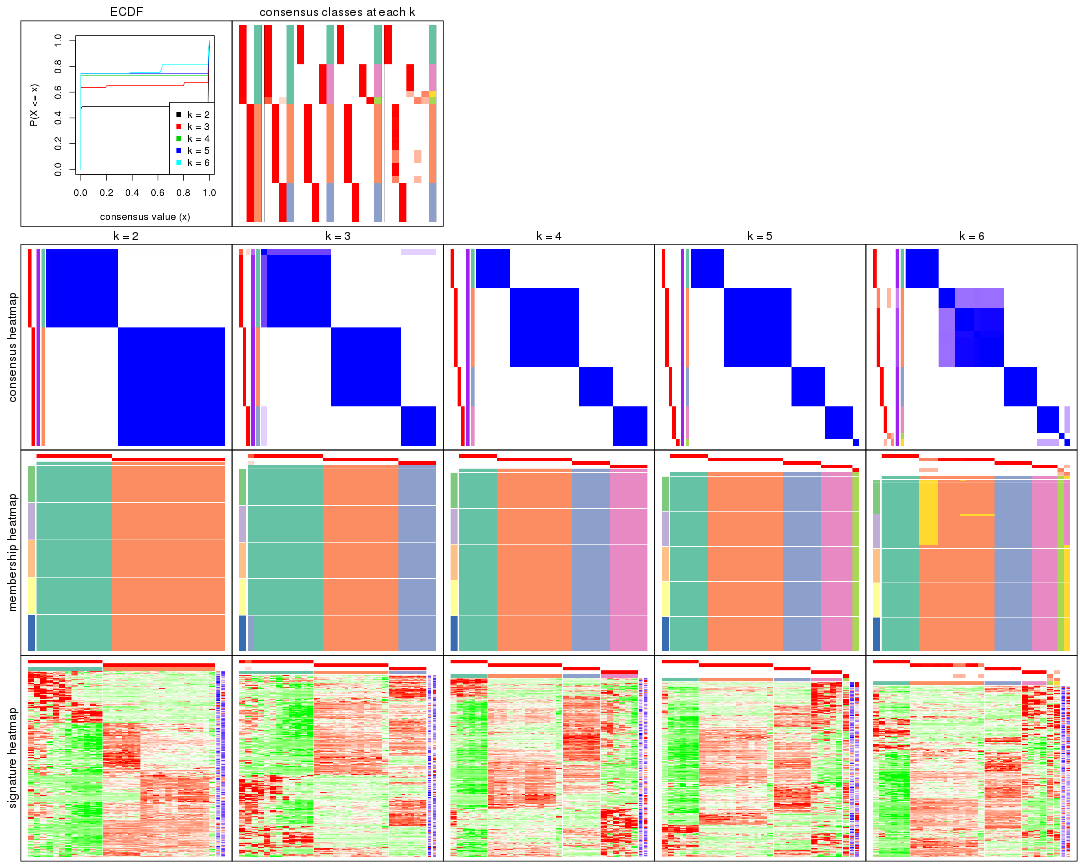 ECDF
consensus classes at each k
P(X <= x)
0.0 0.2 0.4 0.6 0.8 1.0
k = 2
k = 3
k = 4
k = 5
k = 6
0.0 0.2 0.4 0.6 0.8 1.0
consensus value (x)
k = 2
k = 3
k = 4
k = 5
k = 6
consensus heatmap
membership heatmap
signature heatmap